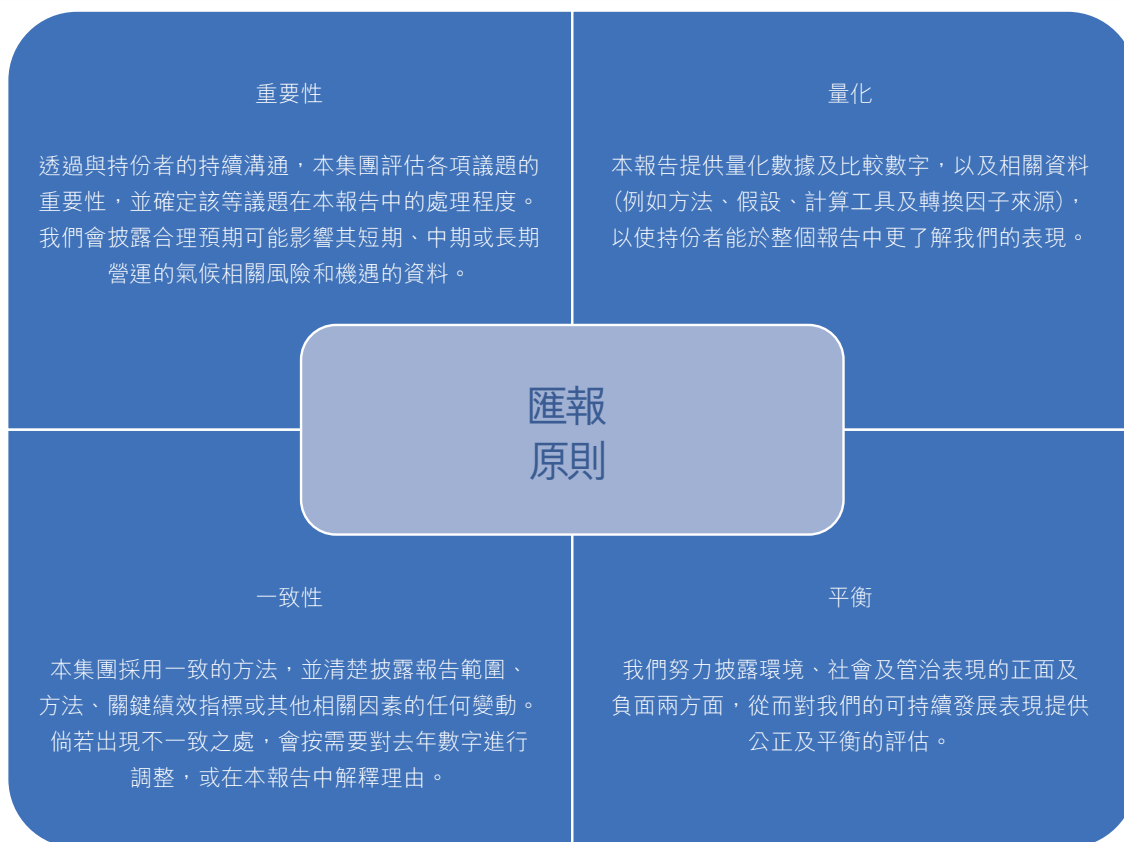 重要性
透過與持份者的持續溝通，本集團評估各項議題的
重要性，並確定該等議題在本報告中的處理程度。
我們會披露合理預期可能影響其短期、中期或長期
營運的氣候相關風險和機遇的資料。
量化
本報告提供量化數據及比較數字，以及相關資料
(例如方法、假設、計算工具及轉換因子來源)，
以使持份者能於整個報告中更了解我們的表現。
匯報
原則
一致性
本集團採用一致的方法，並清楚披露報告範圍、
方法、關鍵績效指標或其他相關因素的任何變動。
倘若出現不一致之處，會按需要對去年數字進行
調整，或在本報告中解釋理由。
平衡
我們努力披露環境、社會及管治表現的正面及
負面兩方面，從而對我們的可持續發展表現提供
公正及平衡的評估。